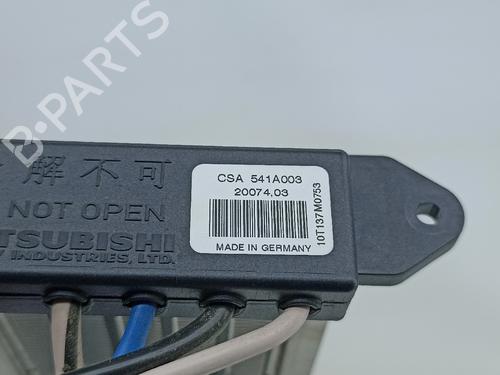 解不可
NOT OPEN
TSUBISHI
INDUSTRIES, LTD.
CSA 541A003
20074.03
MADE IN GERMANY
10T137M0753
B-PARTS